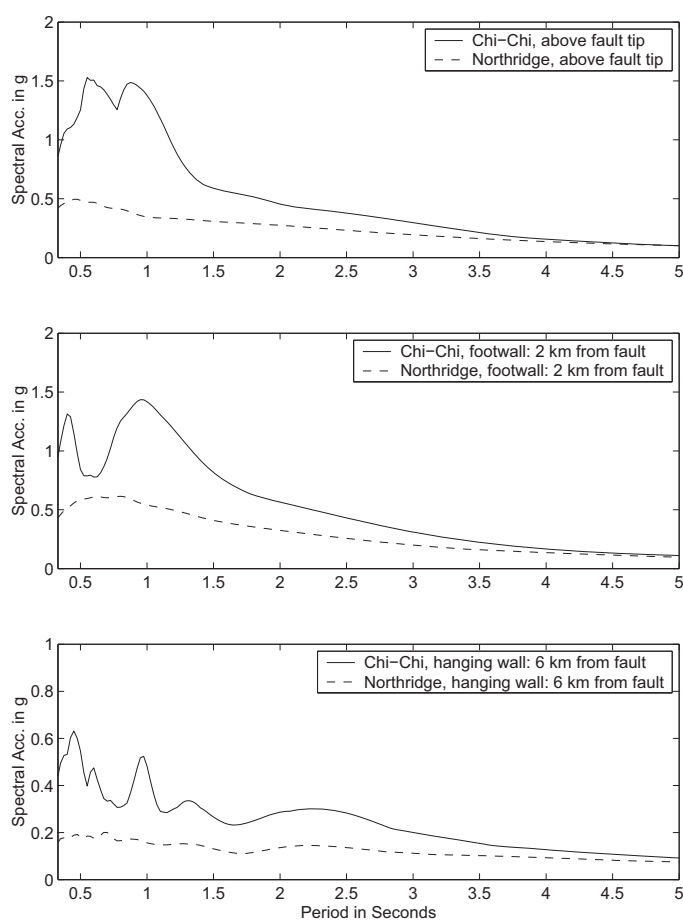 2
1.5
1
0.5
0
Spectral Acc. in g
Chi−Chi, above fault tip
Northridge, above fault tip
0.5 1 1.5 2 2.5 3 3.5 4 4.5 5
2
1.5
1
0.5
0
Spectral Acc. in g
Chi−Chi, footwall: 2 km from fault
Northridge, footwall: 2 km from fault
0.5 1 1.5 2 2.5 3 3.5 4 4.5 5
1
0.8
0.6
0.4
0.2
0
Spectral Acc. in g
Chi−Chi, hanging wall: 6 km from fault
Northridge, hanging wall: 6 km from fault
0.5 1 1.5 2 2.5 3 3.5 4 4.5 5
Period in Seconds